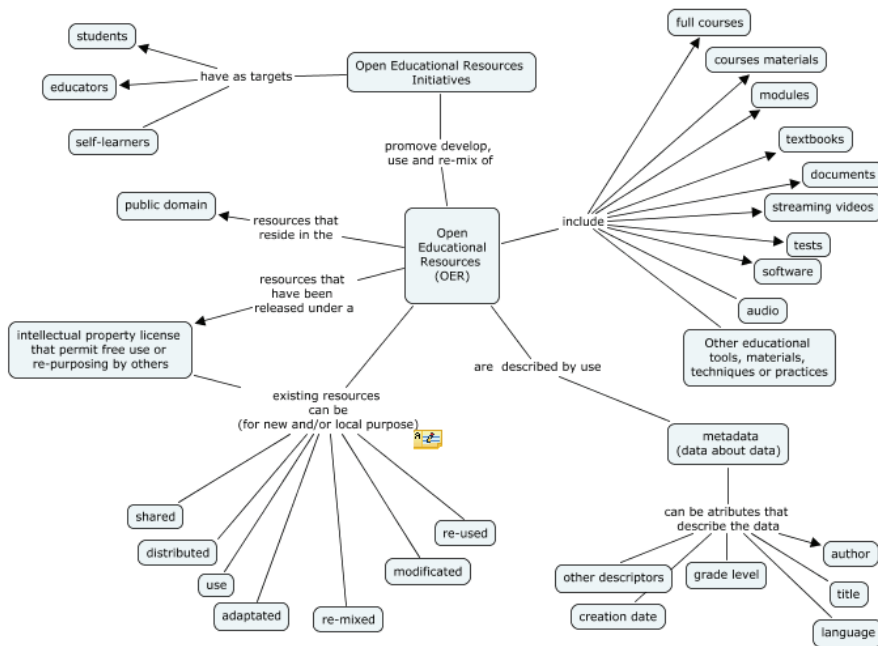 students
educators
self-learners
have as targets
Open Educational Resources
Initiatives
promove develop,
use and re-mix of
full courses
courses materials
modules
textbooks
documents
streaming videos
tests
software
audio
Other educational
tools, materials,
techniques or practices
include
public domain
resources that
reside in the
Open
Educational
Resources
(OER)
resources that
have been
released under a
intellectual property license
that permit free use or
re-purposing by others
existing resources
can be
(for new and/or local purpose)
shared
distributed
use
adaptated
re-mixed
modificated
re-used
are described by use
metadata
(data about data)
can be atributes that
describe the data
other descriptors
creation date
grade level
author
title
language